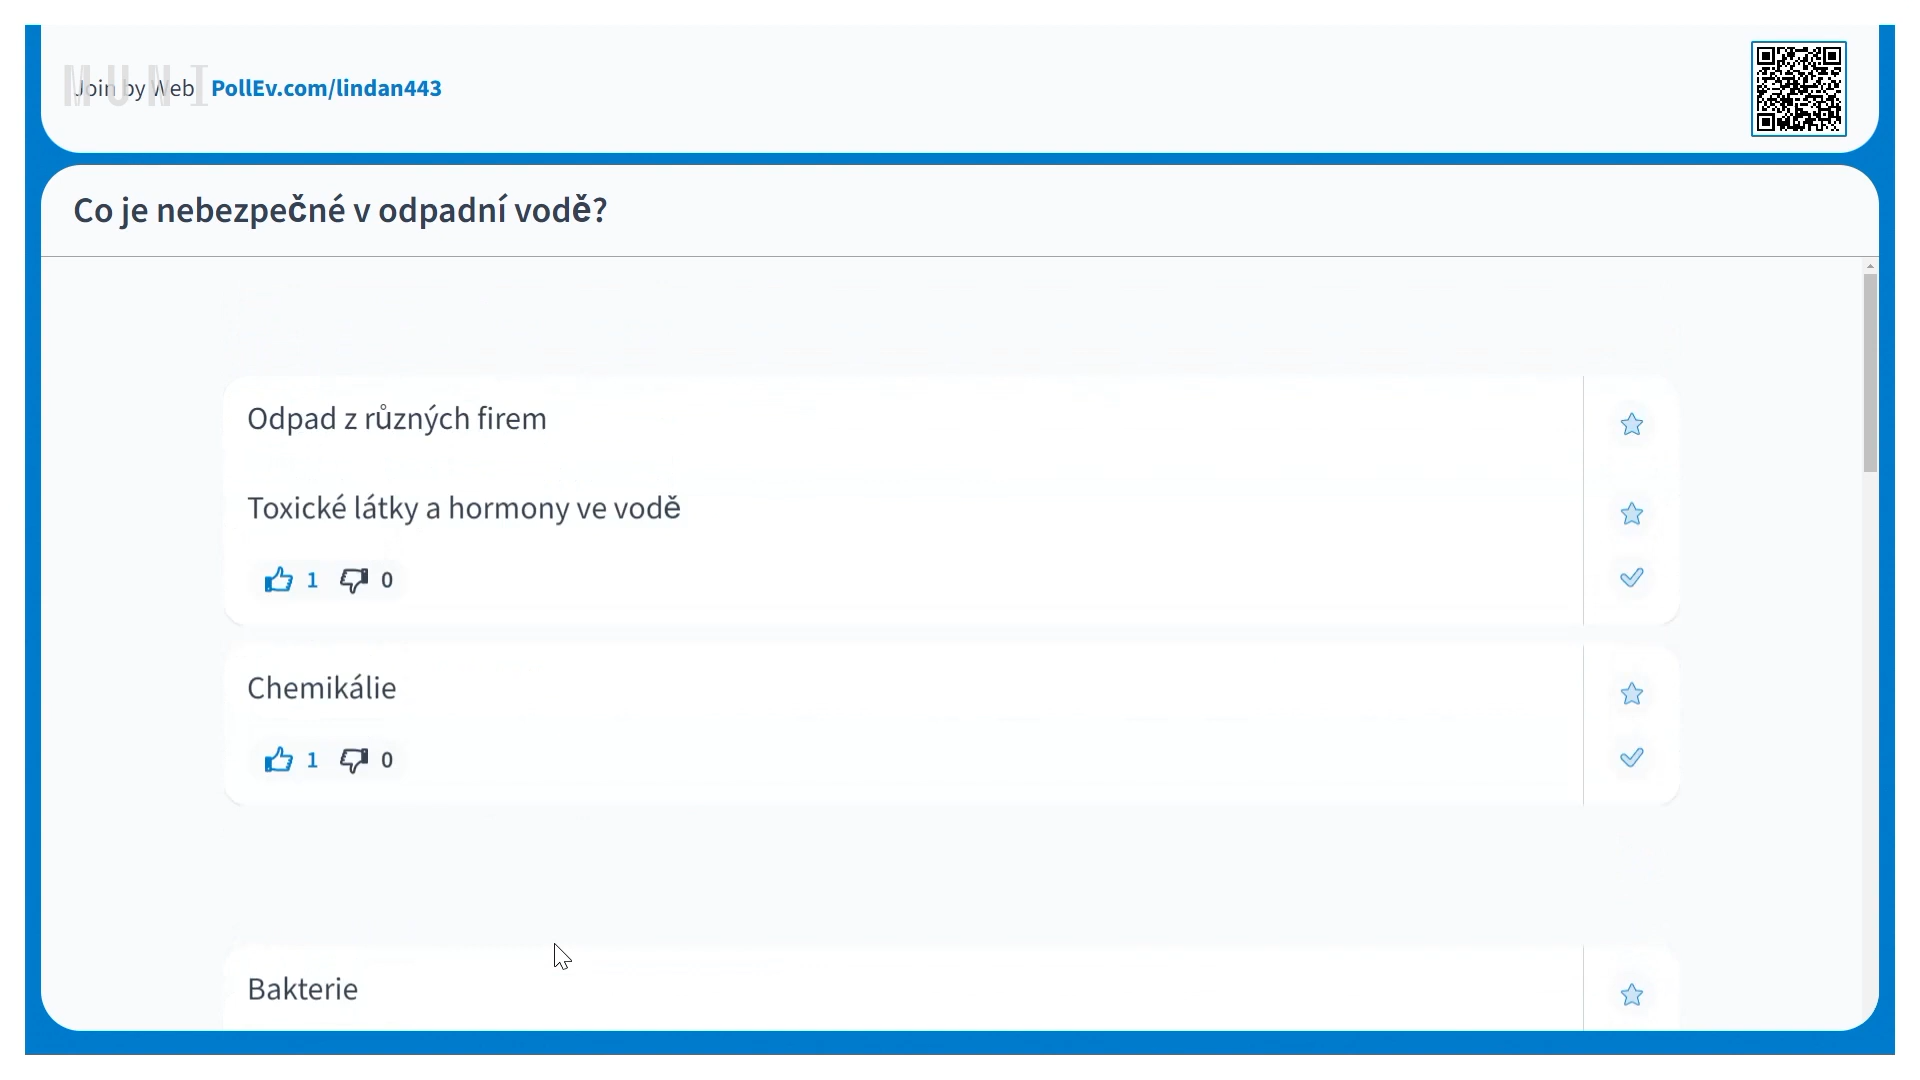 MUNI
Join by Web PollEv.com/lindan443
Co je nebezpečné v odpadní vodě?
Odpad z různých firem
Toxické látky a hormony ve vodě
1 0
Chemikálie
1 0
Bakterie